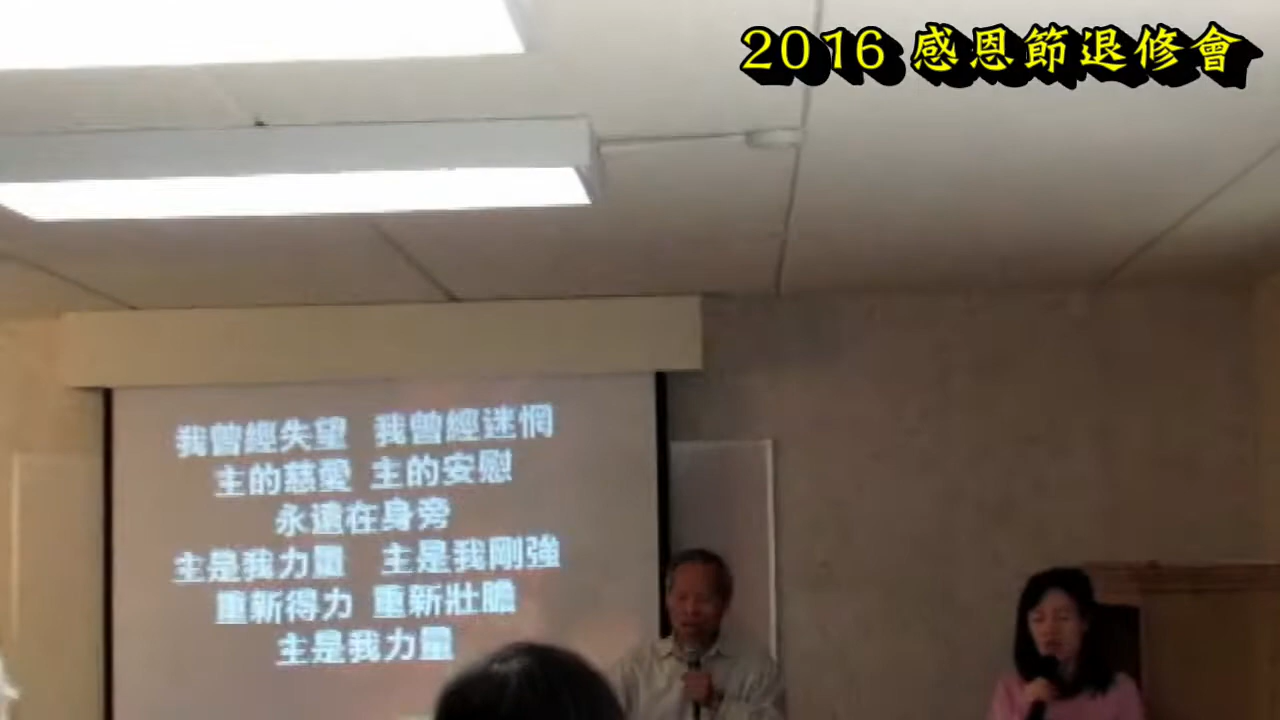 2016 感恩節退修會
我曾經失望 我曾經迷惘
主的慈愛 主的安慰
永遠在身旁
主是我力量 主是我剛強
重新得力 重新壯膽
主是我力量